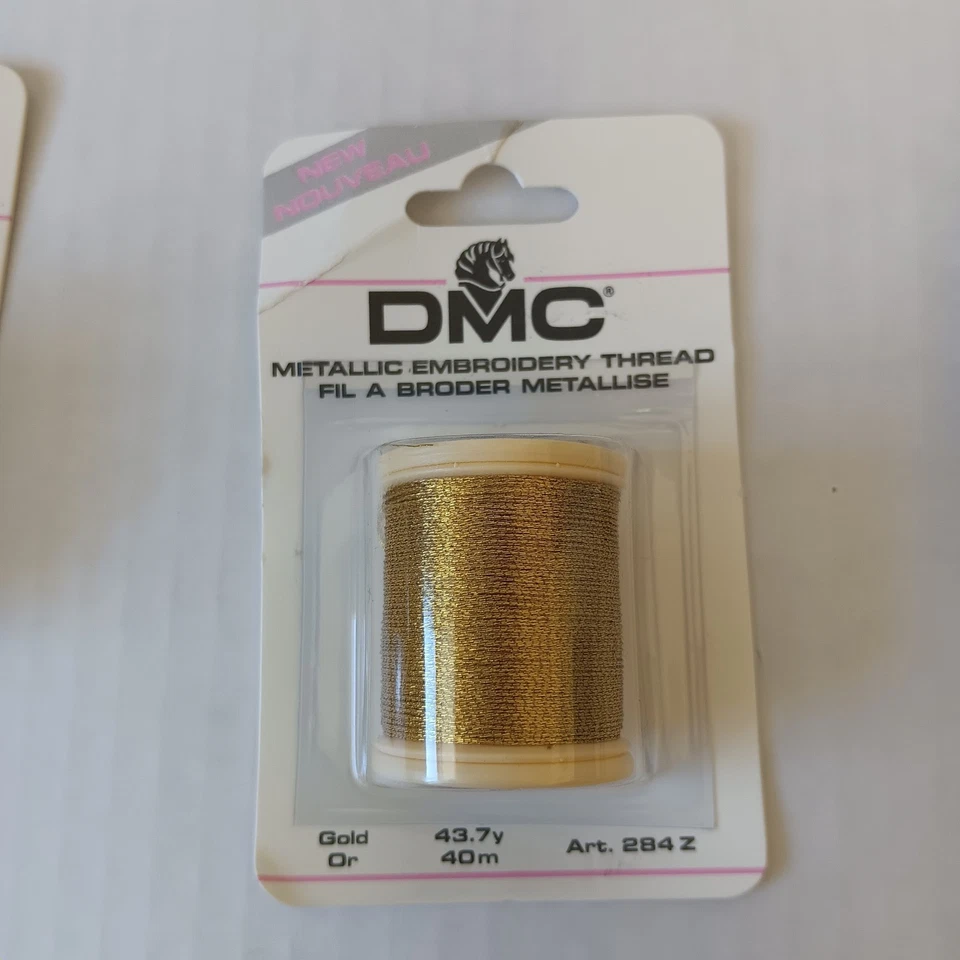 NEW
NOUVEAU
DMC®
METALLIC EMBROIDERY THREAD
FIL A BRODER METALLISE
Gold 43.7y Art. 284 Z
Or 40m